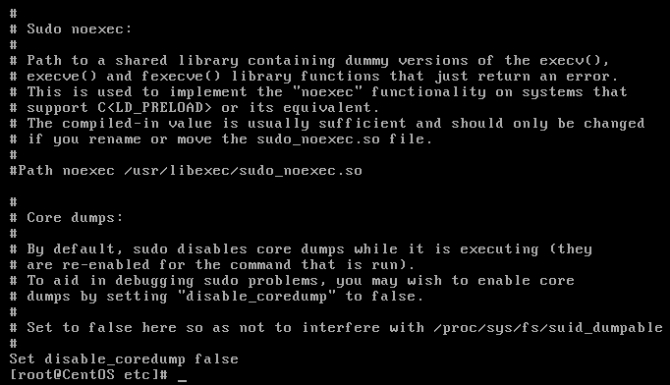 #
# Sudo noexec:
#
# Path to a shared library containing dummy versions of the execv(),
# execve() and fexecve() library functions that just return an error.
# This is used to implement the "noexec" functionality on systems that
# support C<LD_PRELOAD> or its equivalent.
# The compiled-in value is usually sufficient and should only be changed
# if you rename or move the sudo_noexec.so file.
#
#Path noexec /usr/libexec/sudo_noexec.so
#
# Core dumps:
#
# By default, sudo disables core dumps while it is executing (they
# are re-enabled for the command that is run).
# To aid in debugging sudo problems, you may wish to enable core
# dumps by setting "disable_coredump" to false.
#
# Set to false here so as not to interfere with /proc/sys/fs/suid_dumpable
#
Set disable_coredump false
[root@CentOS etc]# _